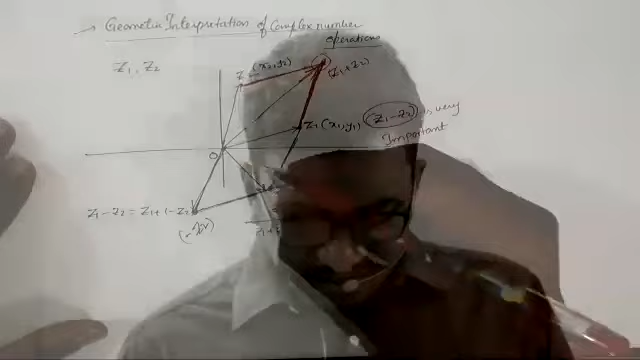 → Geometric Interpretation of Complex number
operations
Z₁, Z₂
Z₂ (x₂,y₂)
(Z₁+Z₂)
Z₁(x₁,y₁) (Z₁-Z₂) is very
Important
O
Z₁-Z₂ = Z₁+(-Z₂)